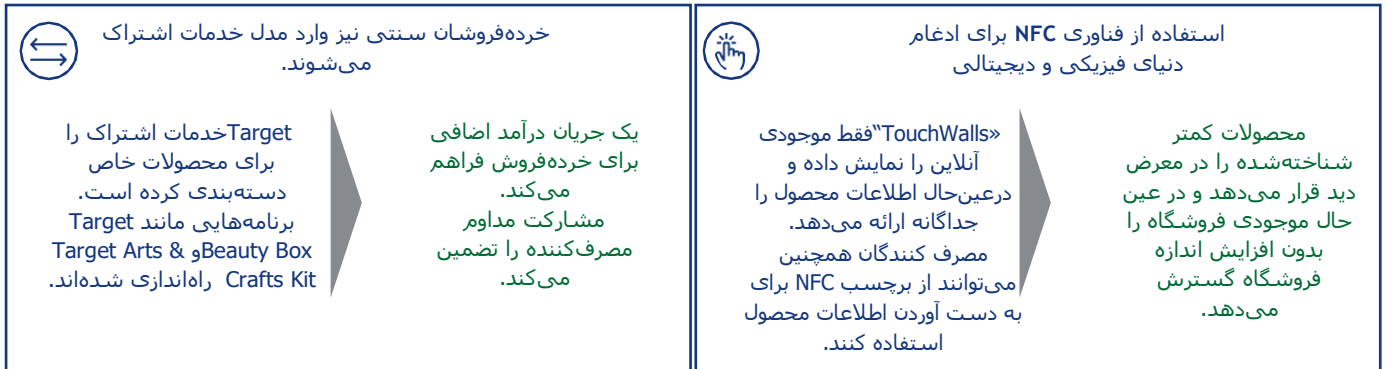 استفاده از فناوری NFC برای ادغام
دنیای فیزیکی و دیجیتالی
«TouchWalls“فقط موجودی
آنلاین را نمایش داده و
درعین‌حال اطلاعات محصول را
جداگانه ارائه می‌دهد.
مصرف کنندگان همچنین
می‌توانند از برچسب NFC برای
به دست آوردن اطلاعات محصول
استفاده کنند.
محصولات کمتر
شناخته‌شده را در معرض
دید قرار می‌دهد و در عین
حال موجودی فروشگاه را
بدون افزایش اندازه
فروشگاه گسترش
می‌دهد.
خرده‌فروشان سنتی نیز وارد مدل خدمات اشتراک
می‌شوند.
Targetخدمات اشتراک را
برای محصولات خاص
دسته‌بندی کرده است.
برنامه‌هایی مانند Target
Beauty Boxو Target Arts &
Crafts Kit راه‌اندازی شده‌اند.
یک جریان درآمد اضافی
برای خرده‌فروش فراهم
می‌کند.
مشارکت مداوم
مصرف‌کننده را تضمین
می‌کند.